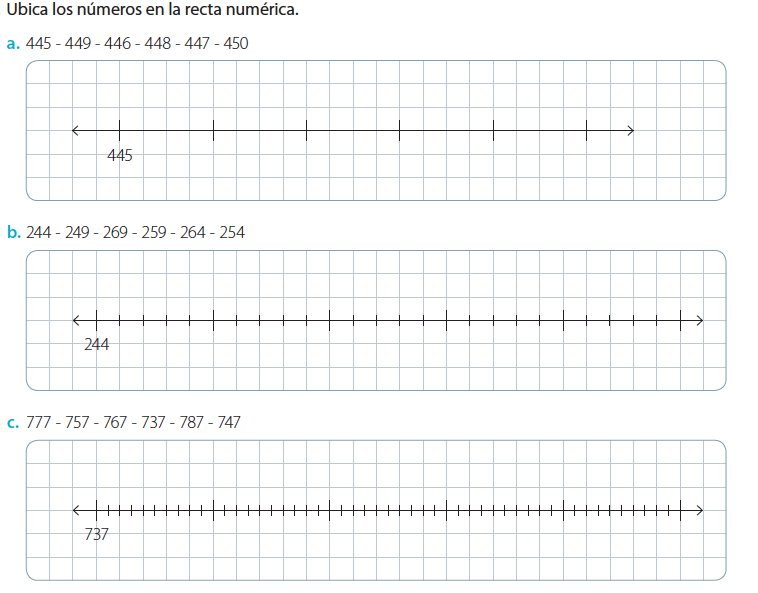 Ubica los números en la recta numérica.
a. 445 - 449 - 446 - 448 - 447 - 450
445
b. 244 - 249 - 269 - 259 - 264 - 254
244
c. 777 - 757 - 767 - 737 - 787 - 747
737